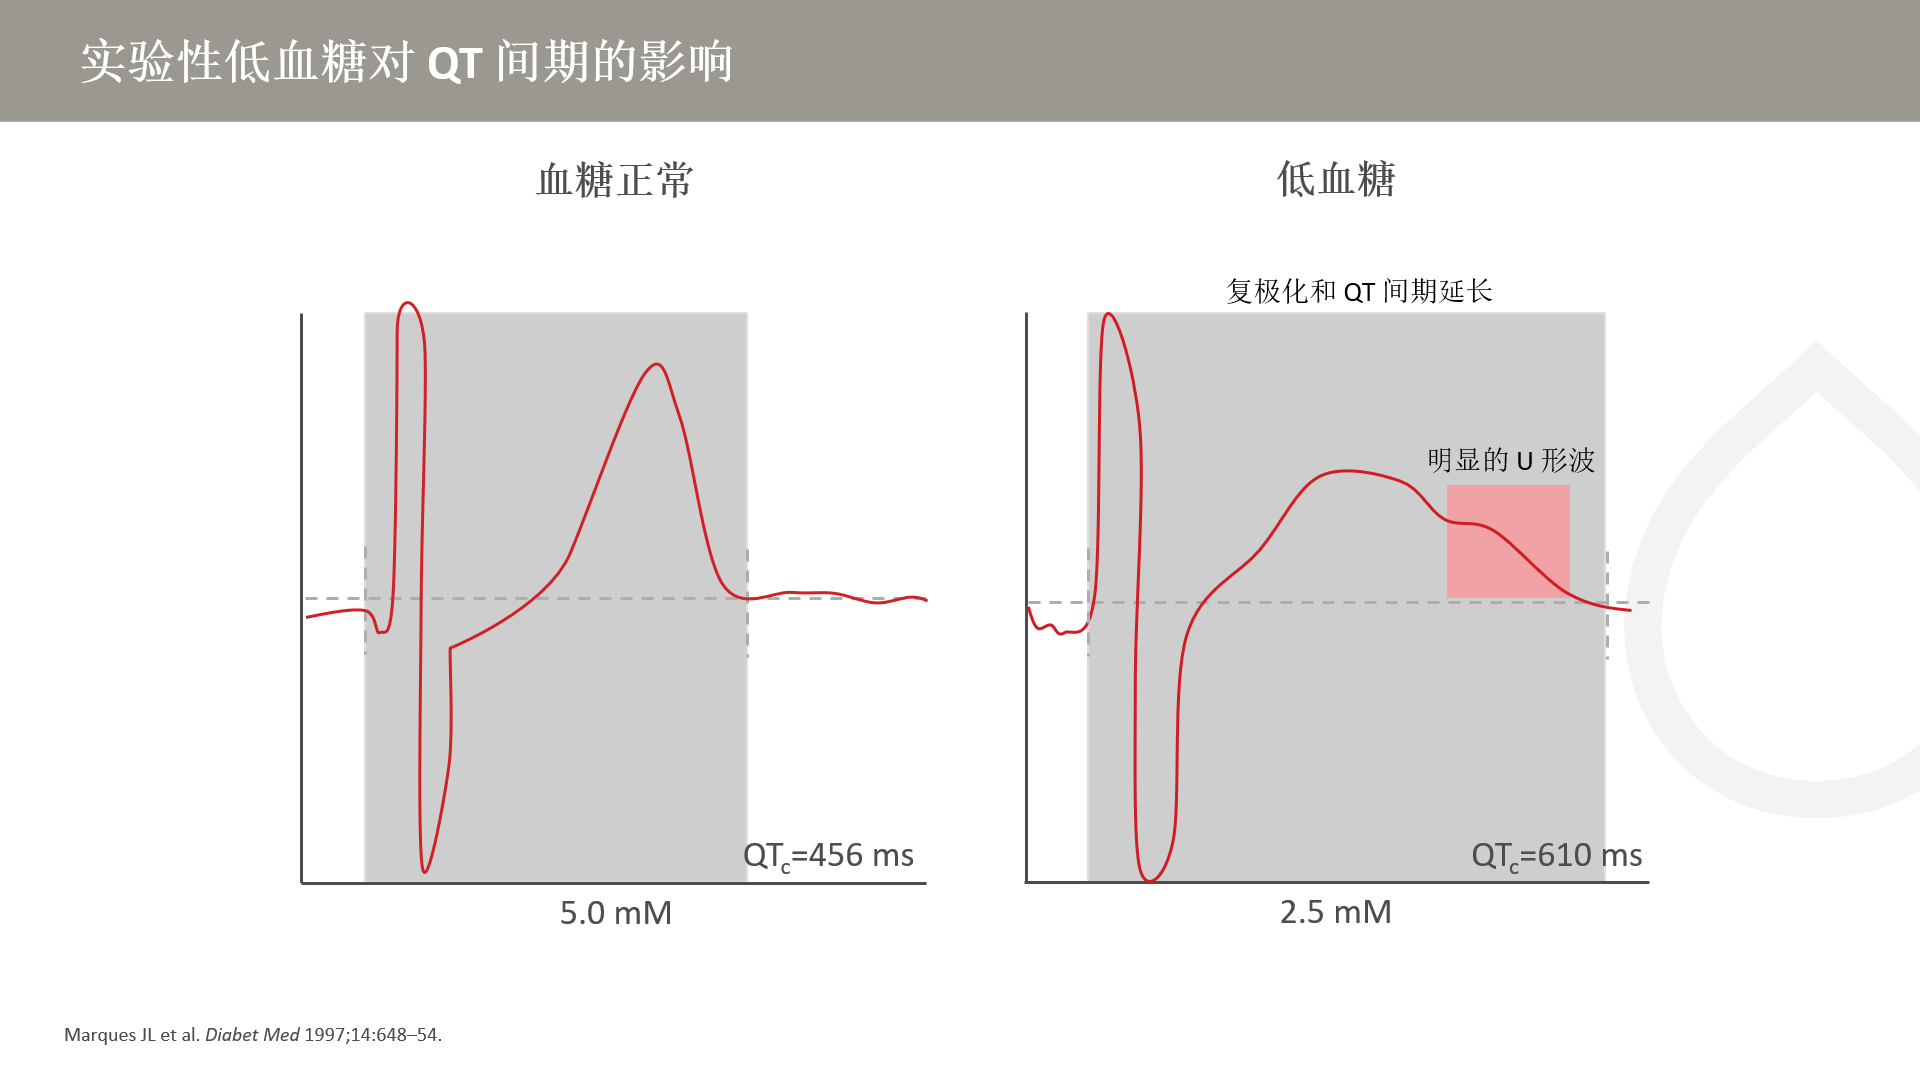 实验性低血糖对 QT 间期的影响
血糖正常
低血糖
复极化和 QT 间期延长
明显的 U 形波
QTc=456 ms
QTc=610 ms
5.0 mM
2.5 mM
Marques JL et al. Diabet Med 1997;14:648–54.